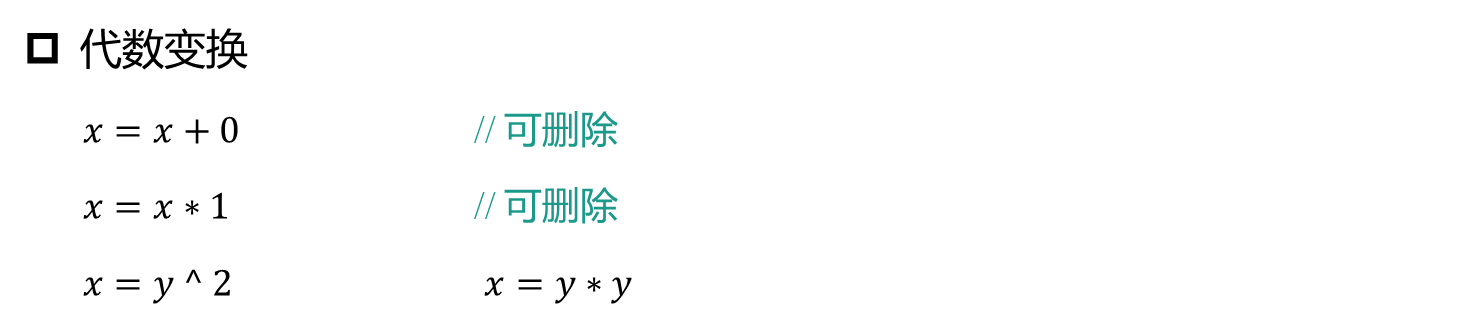 代数变换
x = x + 0 // 可删除
x = x * 1 // 可删除
x = y ^ 2 x = y * y